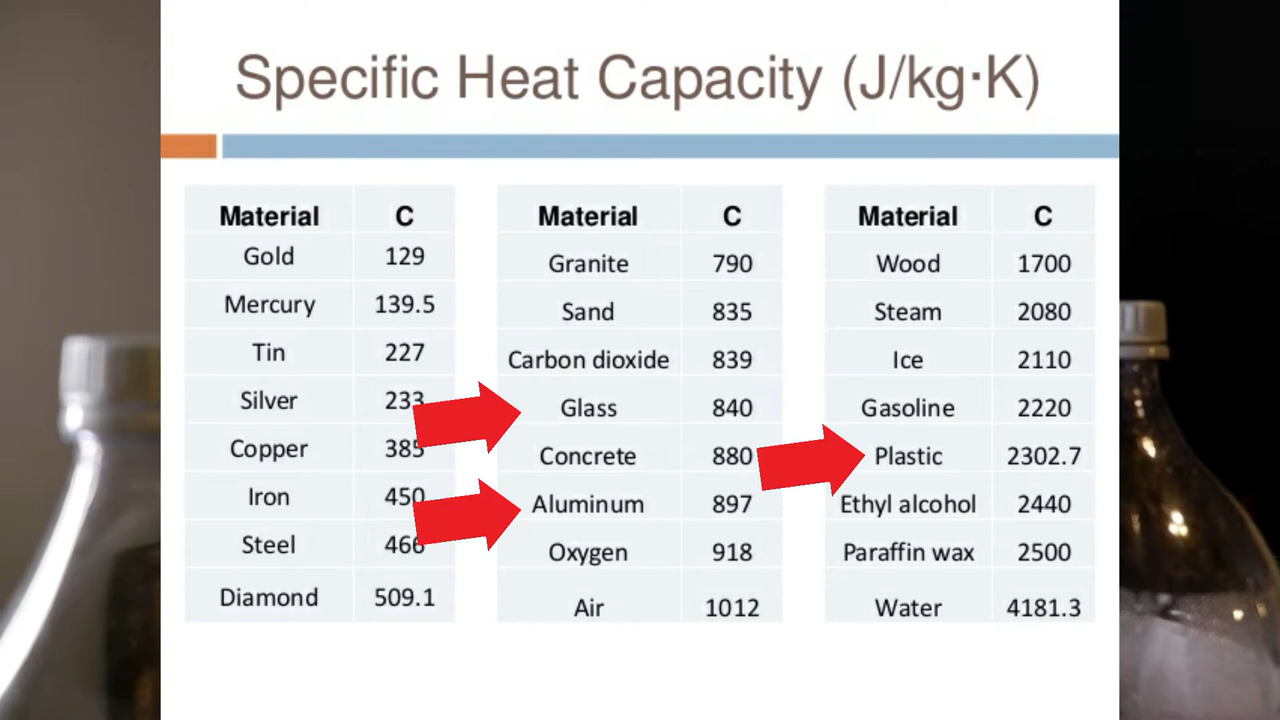 Specific Heat Capacity (J/kg·K)
Material C
Gold 129
Mercury 139.5
Tin 227
Silver 233
Copper 385
Iron 450
Steel 466
Diamond 509.1
Material C
Granite 790
Sand 835
Carbon dioxide 839
Glass 840
Concrete 880
Aluminum 897
Oxygen 918
Air 1012
Material C
Wood 1700
Steam 2080
Ice 2110
Gasoline 2220
Plastic 2302.7
Ethyl alcohol 2440
Paraffin wax 2500
Water 4181.3